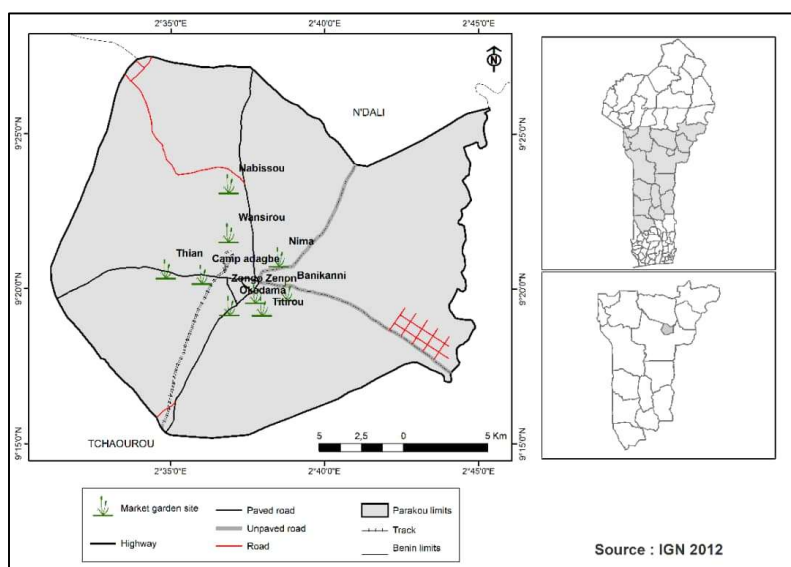 2°35'0"E 2°40'0"E 2°45'0"E
N
N'DALI
9°25'0"N 9°25'0"N
Nabissou
Wansirou
Nima
Thian
Camp adagbe
Banikanni
Zongo Zenon
9°20'0"N 9°20'0"N
Okedama
Titirou
TCHAOUROU
5 2,5 0 5 Km
9°15'0"N 9°15'0"N
2°35'0"E 2°40'0"E 2°45'0"E
Market garden site Paved road Parakou limits
Unpaved road Track
Highway Road Benin limits
Source : IGN 2012